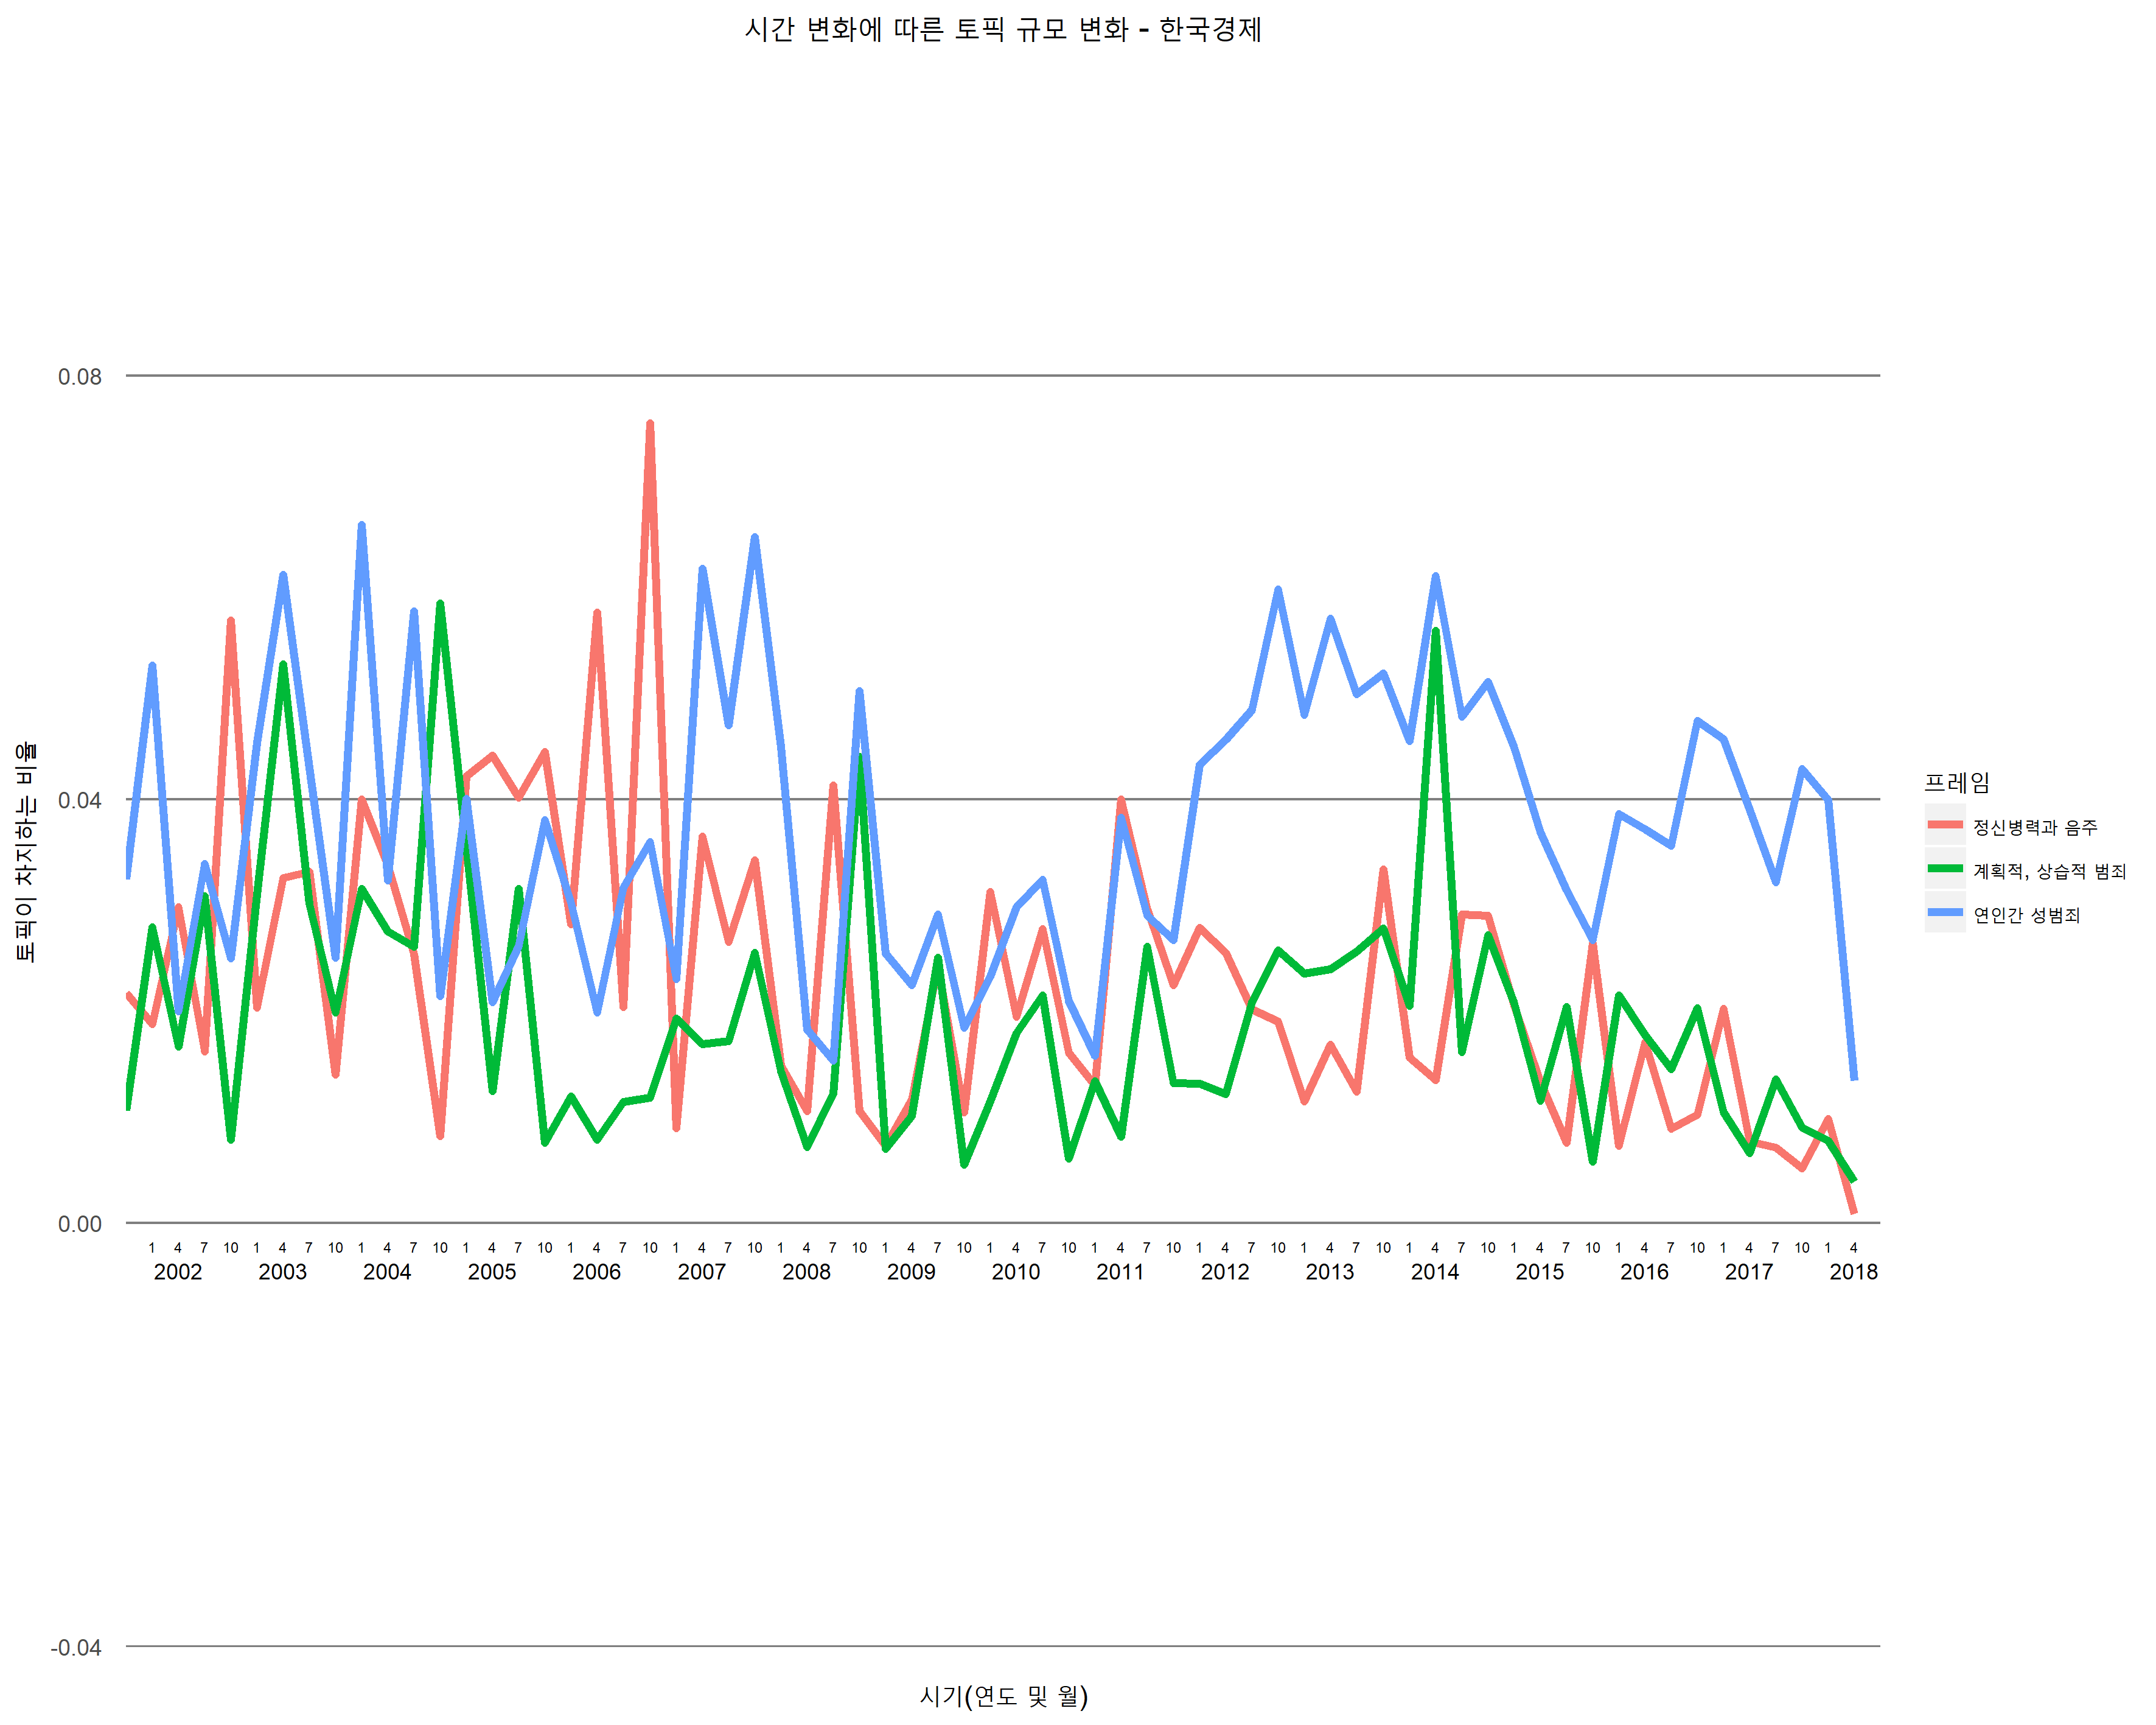 시간 변화에 따른 토픽 규모 변화 - 한국경제
토픽이 차지하는 비율
0.08
0.04
0.00
-0.04
1 4 7 10 1 4 7 10 1 4 7 10 1 4 7 10 1 4 7 10 1 4 7 10 1 4 7 10 1 4 7 10 1 4 7 10 1 4 7 10 1 4 7 10 1 4 7 10 1 4 7 10 1 4 7 10 1 4 7 10 1 4 7 10 1 4
2002 2003 2004 2005 2006 2007 2008 2009 2010 2011 2012 2013 2014 2015 2016 2017 2018
시기(연도 및 월)
프레임
정신병력과 음주
계획적, 상습적 범죄
연인간 성범죄